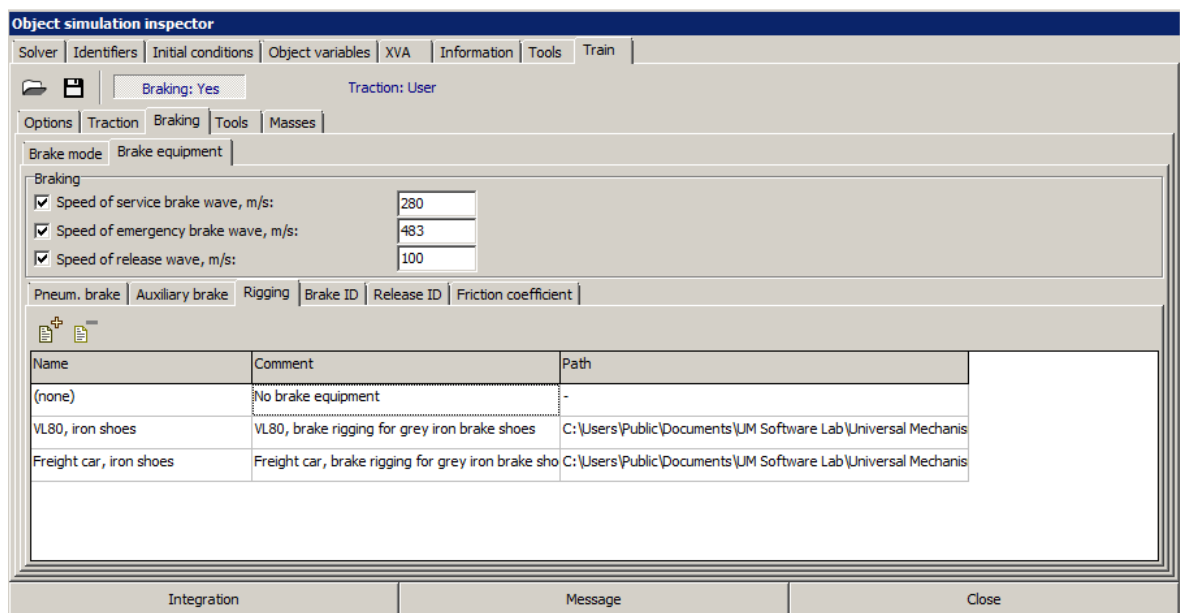 Object simulation inspector
Solver Identifiers Initial conditions Object variables XVA Information Tools Train
Braking: Yes Traction: User
Options Traction Braking Tools Masses
Brake mode Brake equipment
Braking
Speed of service brake wave, m/s: 280
Speed of emergency brake wave, m/s: 483
Speed of release wave, m/s: 100
Pneum. brake Auxiliary brake Rigging Brake ID Release ID Friction coefficient
Name Comment Path
(none) No brake equipment -
VL80, iron shoes VL80, brake rigging for grey iron brake shoes C:\Users\Public\Documents\UM Software Lab\Universal Mechanis
Freight car, iron shoes Freight car, brake rigging for grey iron brake sho C:\Users\Public\Documents\UM Software Lab\Universal Mechanis
Integration Message Close